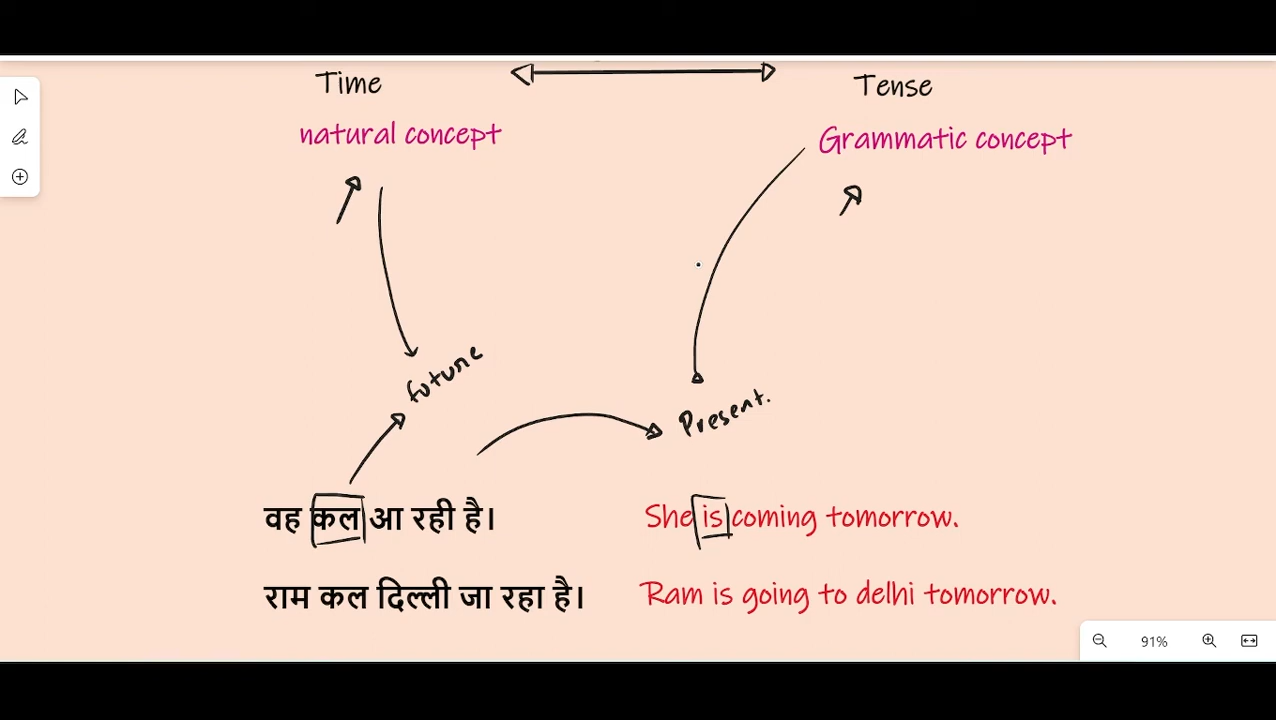 Time
Tense
natural concept
Grammatic concept
future
Present.
वह कल आ रही है।
She is coming tomorrow.
राम कल दिल्ली जा रहा है।
Ram is going to delhi tomorrow.
91%